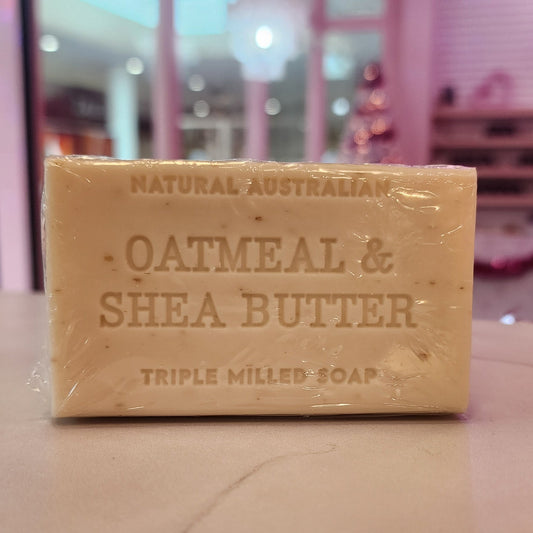 NATURAL AUSTRALIAN
OATMEAL &
SHEA BUTTER
TRIPLE MILLED SOAP